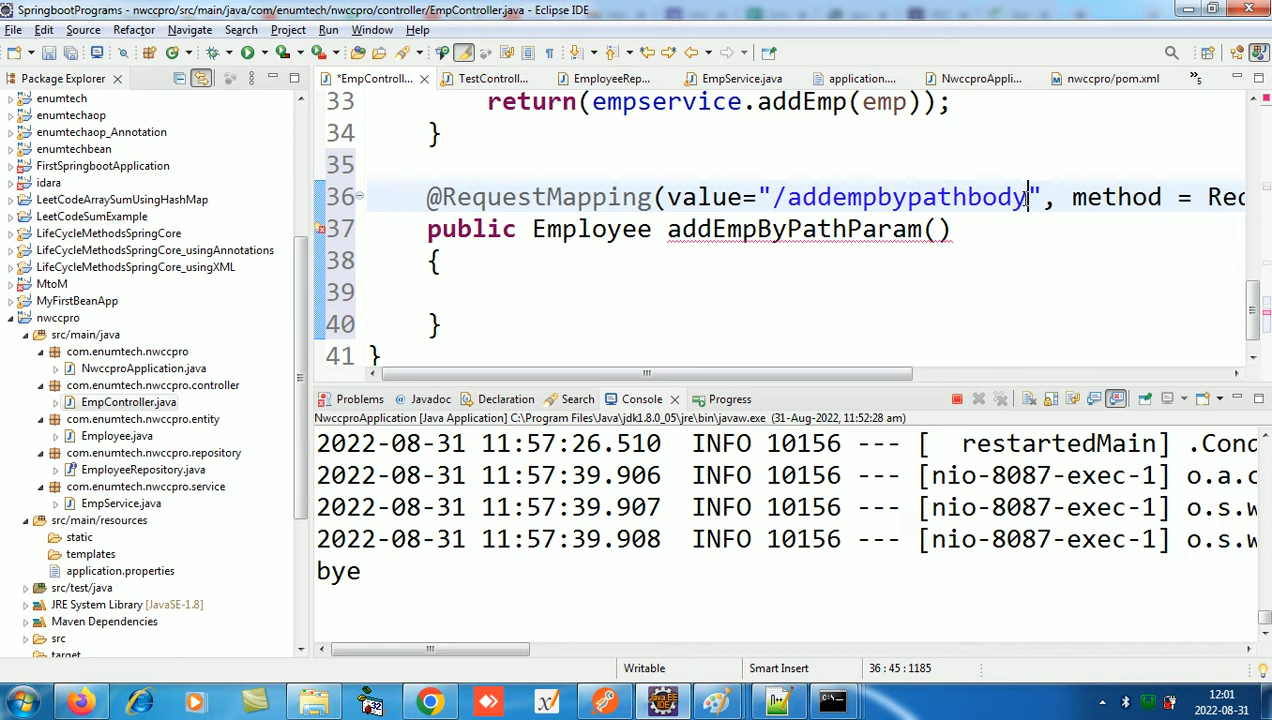 SpringbootPrograms - nwccpro/src/main/java/com/enumtech/nwccpro/controller/EmpController.java - Eclipse IDE
File Edit Source Refactor Navigate Search Project Run Window Help
Package Explorer
*EmpControll... TestControll... EmployeeRep... EmpService.java application.... NwccproAppli... nwccpro/pom.xml »5
enumtech
enumtechaop
enumtechaop_Annotation
enumtechbean
FirstSpringbootApplication
idara
LeetCodeArraySumUsingHashMap
LeetCodeSumExample
LifeCycleMethodsSpringCore
LifeCycleMethodsSpringCore_usingAnnotations
LifeCycleMethodsSpringCore_usingXML
MtoM
MyFirstBeanApp
nwccpro
src/main/java
com.enumtech.nwccpro
NwccproApplication.java
com.enumtech.nwccpro.controller
EmpController.java
com.enumtech.nwccpro.entity
Employee.java
com.enumtech.nwccpro.repository
EmployeeRepository.java
com.enumtech.nwccpro.service
EmpService.java
src/main/resources
static
templates
application.properties
src/test/java
JRE System Library [JavaSE-1.8]
Maven Dependencies
src
target
33 return(empservice.addEmp(emp));
34 }
35
36 @RequestMapping(value="/addempbypathbody", method = Rec
37 public Employee addEmpByPathParam()
38 {
39
40 }
41 }
Problems Javadoc Declaration Search Console Progress
NwccproApplication [Java Application] C:\Program Files\Java\jdk1.8.0_05\jre\bin\javaw.exe (31-Aug-2022, 11:52:28 am)
2022-08-31 11:57:26.510 INFO 10156 --- [ restartedMain] .Conc
2022-08-31 11:57:39.906 INFO 10156 --- [nio-8087-exec-1] o.a.c
2022-08-31 11:57:39.907 INFO 10156 --- [nio-8087-exec-1] o.s.w
2022-08-31 11:57:39.908 INFO 10156 --- [nio-8087-exec-1] o.s.w
bye
Writable Smart Insert 36 : 45 : 1185
12:01
2022-08-31